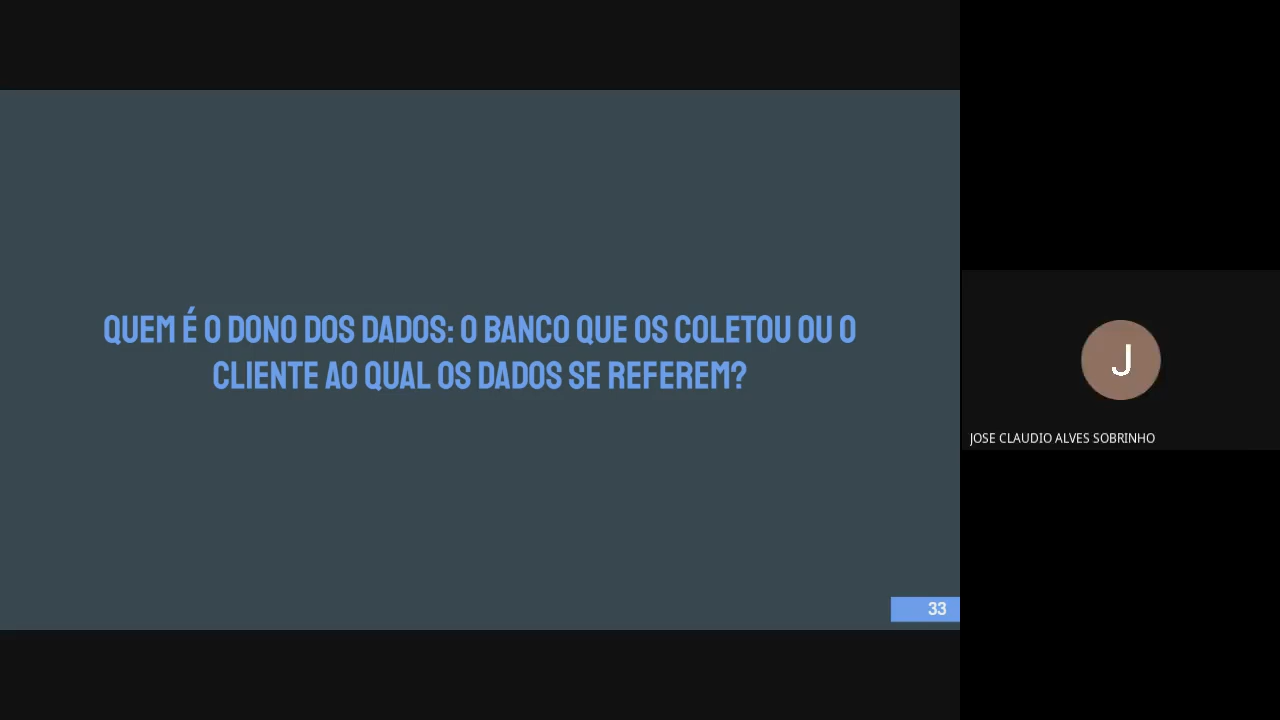 QUEM É O DONO DOS DADOS: O BANCO QUE OS COLETOU OU O
CLIENTE AO QUAL OS DADOS SE REFEREM?
33
J
JOSE CLAUDIO ALVES SOBRINHO